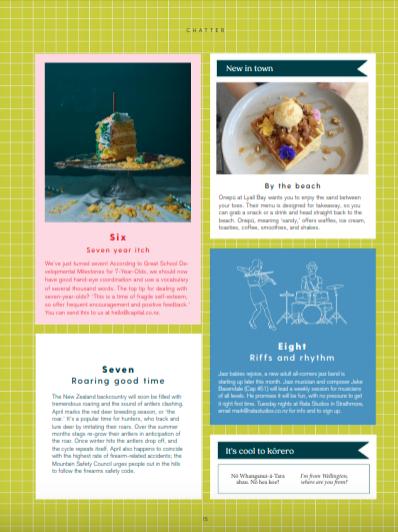 CHATTER
Six
Seven year itch
We've just turned seven! According to Great School De-
velopmental Milestones for 7-Year-Olds, we should now
have good hand-eye coordination and use a vocabulary
of several thousand words. The top tip for dealing with
seven-year-olds? 'This is a time of fragile self-esteem,
so offer frequent encouragement and positive feedback.'
You can send this to us at hello@capital.co.nz.
Seven
Roaring good time
The New Zealand backcountry will soon be filled with
tremendous roaring and the sound of antlers clashing.
April marks the red deer breeding season, or 'the
roar.' It's a popular time for hunters, who track and
lure deer by imitating their roars. Over the summer
months stags re-grow their antlers in anticipation of
the roar. Once winter hits the antlers drop off, and
the cycle repeats itself. April also happens to coincide
with the highest rate of firearm-related accidents; the
Mountain Safety Council urges people out in the hills
to follow the firearms safety code.
New in town
By the beach
Onepū at Lyall Bay wants you to enjoy the sand between
your toes. Their menu is designed for takeaway, so you
can grab a snack or a drink and head straight back to the
beach. Onepū, meaning 'sandy,' offers waffles, ice cream,
toasties, coffee, smoothies, and shakes.
Eight
Riffs and rhythm
Jazz babies rejoice, a new adult all-comers jazz band is
starting up later this month. Jazz musician and composer Jake
Baxendale (Cap #51) will lead a weekly session for musicians
of all levels. He promises it will be fun, with no pressure to get
it right first time. Tuesday nights at Rata Studios in Strathmore,
email mark@ratastudios.co.nz for info and to sign up.
It's cool to kōrero
Nō Whanganui-ā-Tara
ahau. Nō hea koe?
I'm from Wellington,
where are you from?
15